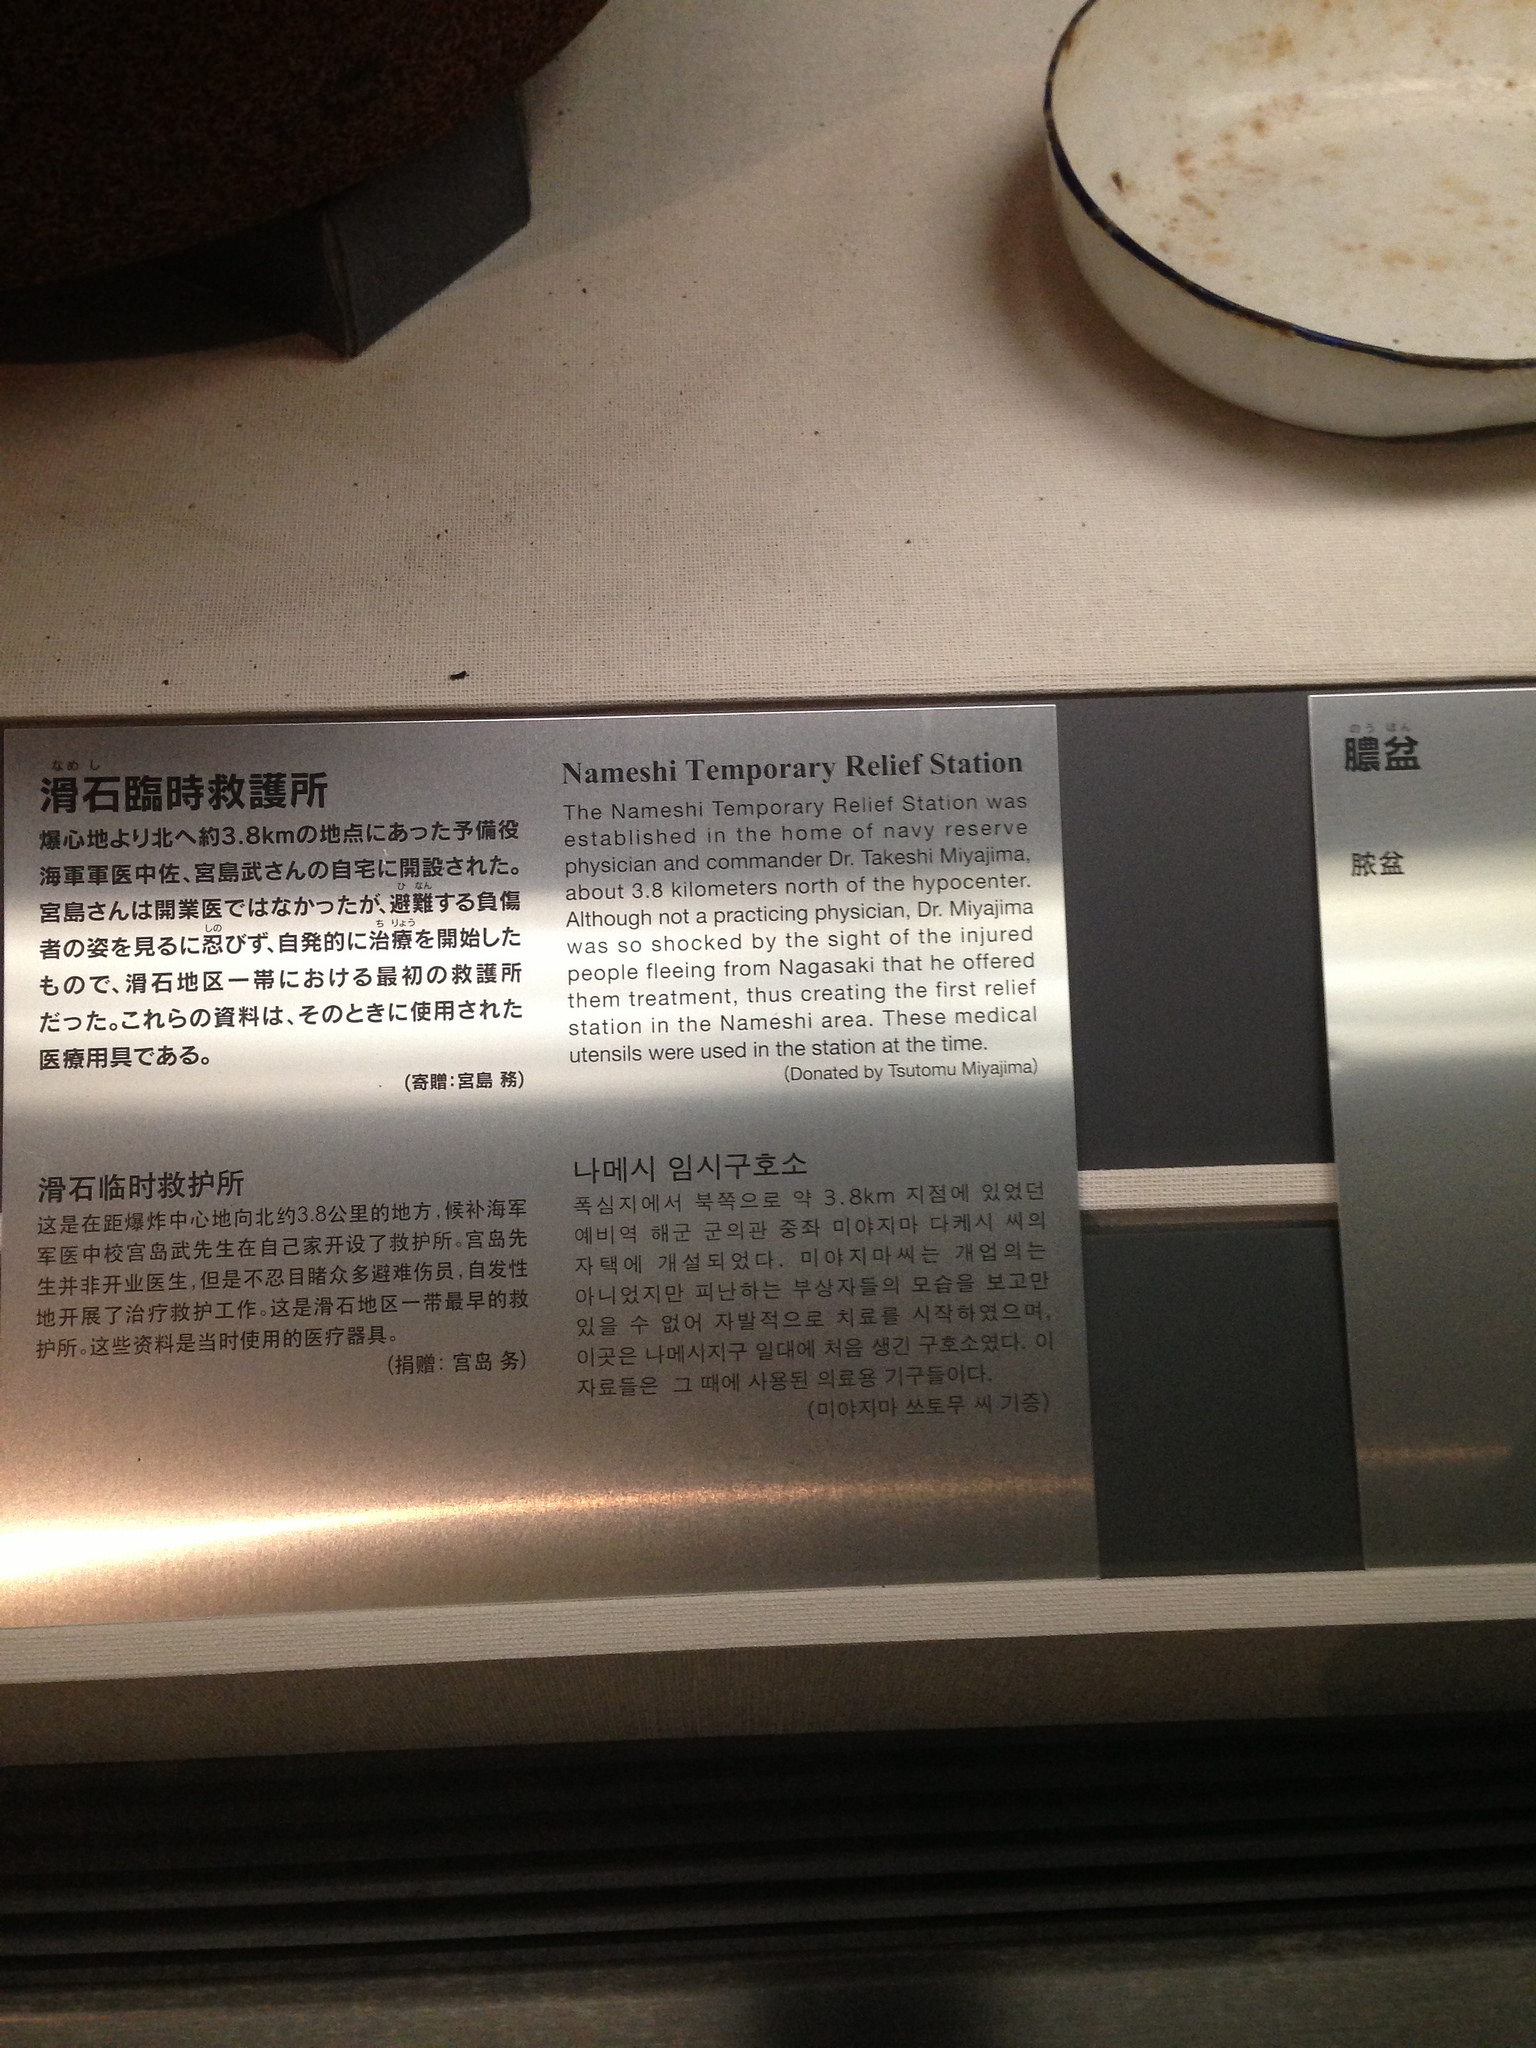 なめし
滑石臨時救護所
爆心地より北へ約3.8kmの地点にあった予備役
海軍軍医中佐、宮島武さんの自宅に開設された。
ひなん
宮島さんは開業医ではなかったが、避難する負傷
しの ちりょう
者の姿を見るに忍びず、自発的に治療を開始した
もので、滑石地区一帯における最初の救護所
だった。これらの資料は、そのときに使用された
医療用具である。
(寄贈:宮島 務)
Nameshi Temporary Relief Station
The Nameshi Temporary Relief Station was
established in the home of navy reserve
physician and commander Dr. Takeshi Miyajima,
about 3.8 kilometers north of the hypocenter.
Although not a practicing physician, Dr. Miyajima
was so shocked by the sight of the injured
people fleeing from Nagasaki that he offered
them treatment, thus creating the first relief
station in the Nameshi area. These medical
utensils were used in the station at the time.
(Donated by Tsutomu Miyajima)
滑石临时救护所
这是在距爆炸中心地向北约3.8公里的地方,候补海军
军医中校宫岛武先生在自己家开设了救护所。宫岛先
生并非开业医生,但是不忍目睹众多避难伤员,自发性
地开展了治疗救护工作。这是滑石地区一带最早的救
护所。这些资料是当时使用的医疗器具。
(捐赠: 宫岛 务)
나메시 임시구호소
폭심지에서 북쪽으로 약 3.8km 지점에 있었던
예비역 해군 군의관 중좌 미야지마 다케시 씨의
자택에 개설되었다. 미야지마씨는 개업의는
아니었지만 피난하는 부상자들의 모습을 보고만
있을 수 없어 자발적으로 치료를 시작하였으며,
이곳은 나메시지구 일대에 처음 생긴 구호소였다. 이
자료들은 그 때에 사용된 의료용 기구들이다.
(미야지마 쓰토무 씨 기증)
のうぼん
膿盆
脓盆